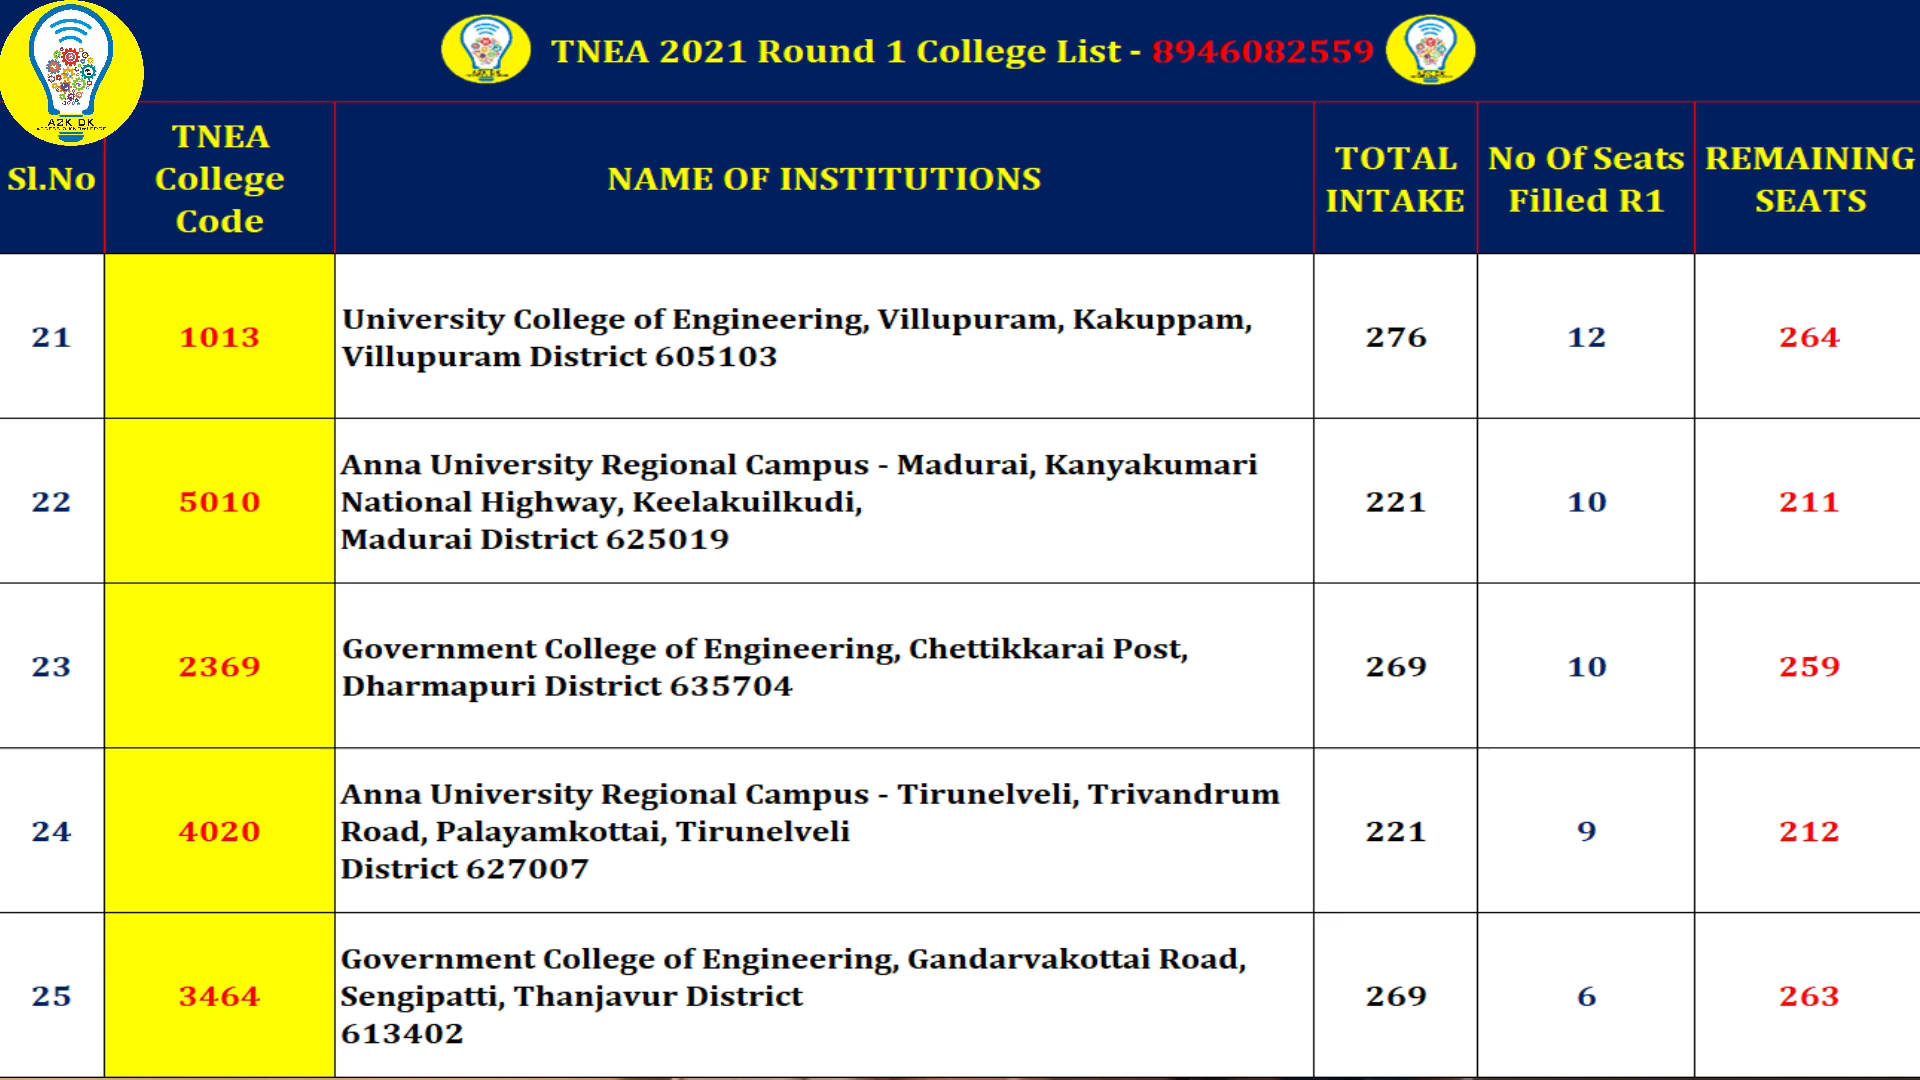 A2K DK
TNEA 2021 Round 1 College List - 8946082559
Sl.No
TNEA
College
Code
NAME OF INSTITUTIONS
TOTAL
INTAKE
No Of Seats
Filled R1
REMAINING
SEATS
21
1013
University College of Engineering, Villupuram, Kakuppam,
Villupuram District 605103
276
12
264
22
5010
Anna University Regional Campus - Madurai, Kanyakumari
National Highway, Keelakuilkudi,
Madurai District 625019
221
10
211
23
2369
Government College of Engineering, Chettikkarai Post,
Dharmapuri District 635704
269
10
259
24
4020
Anna University Regional Campus - Tirunelveli, Trivandrum
Road, Palayamkottai, Tirunelveli
District 627007
221
9
212
25
3464
Government College of Engineering, Gandarvakottai Road,
Sengipatti, Thanjavur District
613402
269
6
263